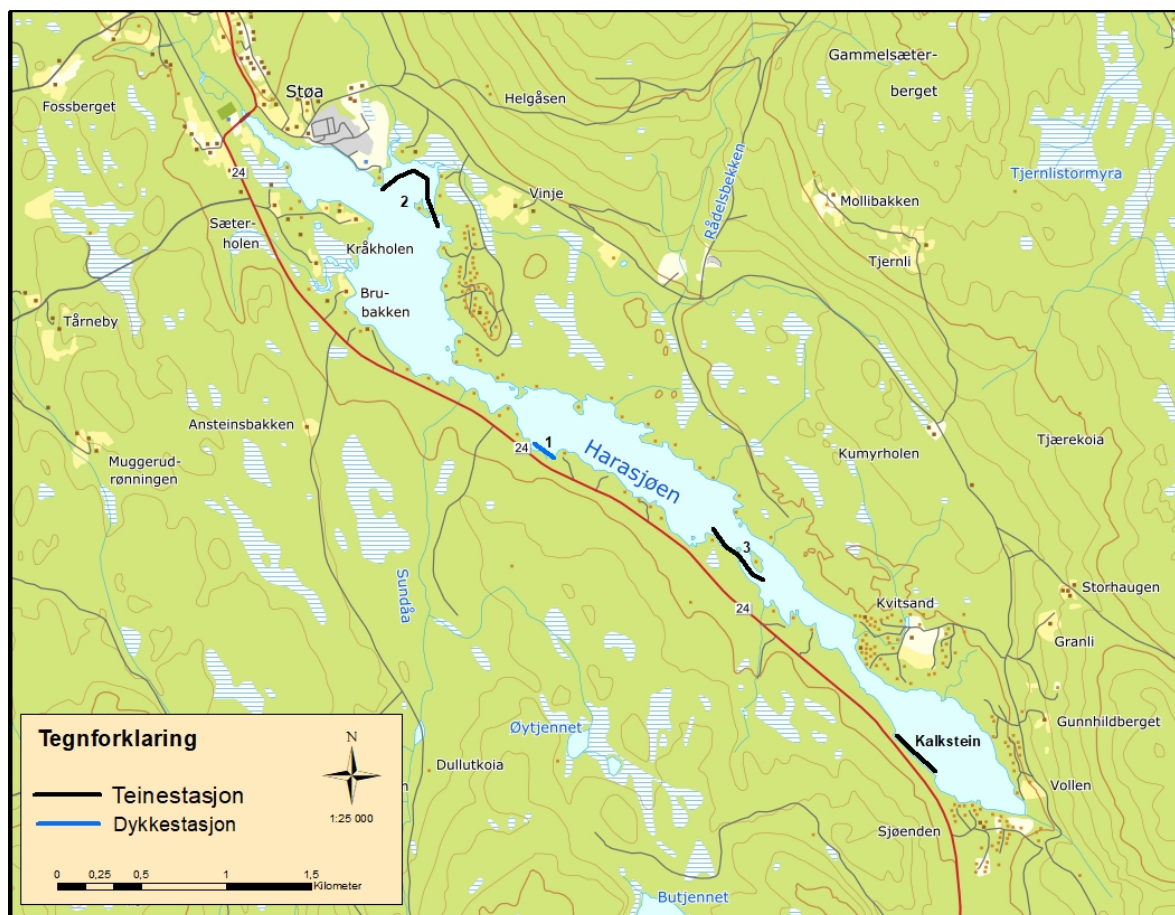 Gammelsæter-
berget
Støa
Fossberget
Helgåsen
Tjernlistormyra
24
Vinje
Rådelsbekken
Mollibakken
2
Sæter-
holen
Kråkholen
Tjernli
Bru-
bakken
Tårneby
Ansteinsbakken
24
1
Harasjøen
Tjærekoia
Kumyrholen
Muggerud-
rønningen
3
Sundåa
24
Kvitsand
Storhaugen
Granli
Øytjennet
Gunnhildberget
Kalkstein
Dullutkoia
Vollen
Sjøenden
Butjennet
Tegnforklaring
N
Teinestasjon
1:25 000
Dykkestasjon
0 0,25 0,5 1 1,5
Kilometer